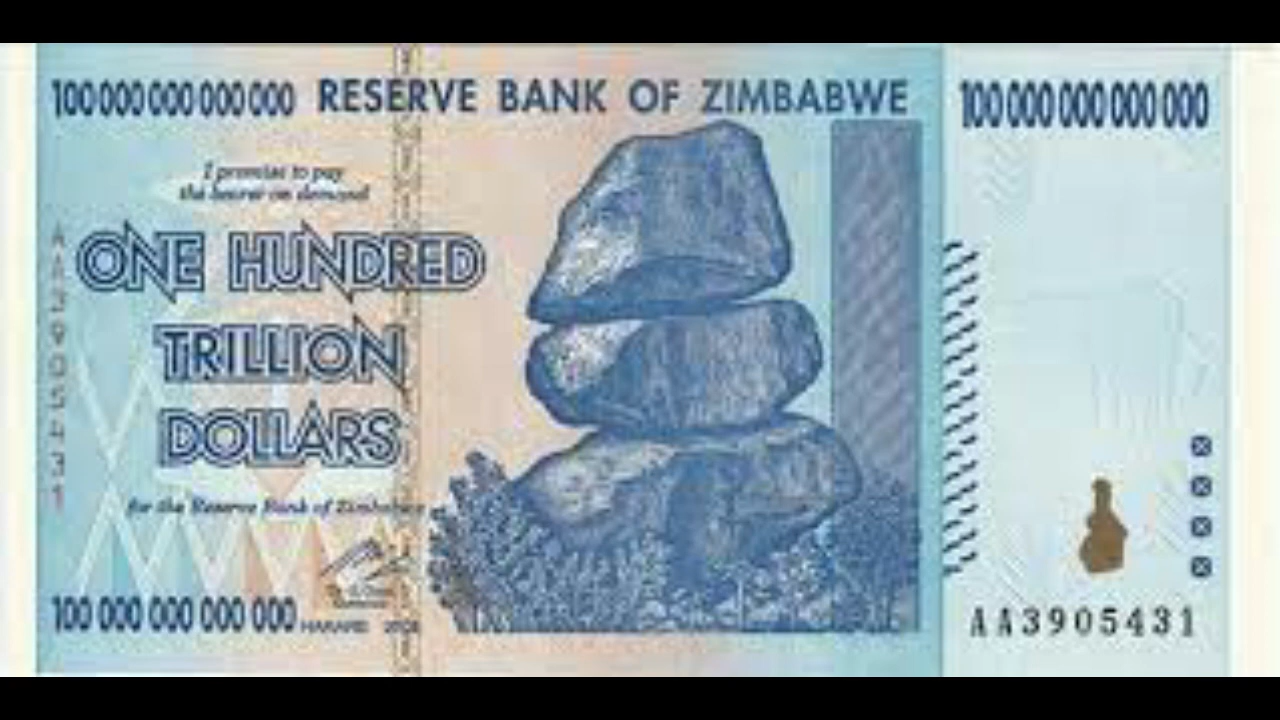 100 000 000 000 000 RESERVE BANK OF ZIMBABWE 100 000 000 000 000
I promise to pay
the bearer on demand
ONE HUNDRED
TRILLION
DOLLARS
for the Reserve Bank of Zimbabwe
100 000 000 000 000 HARARE 2008
AA3905431
AA3905431